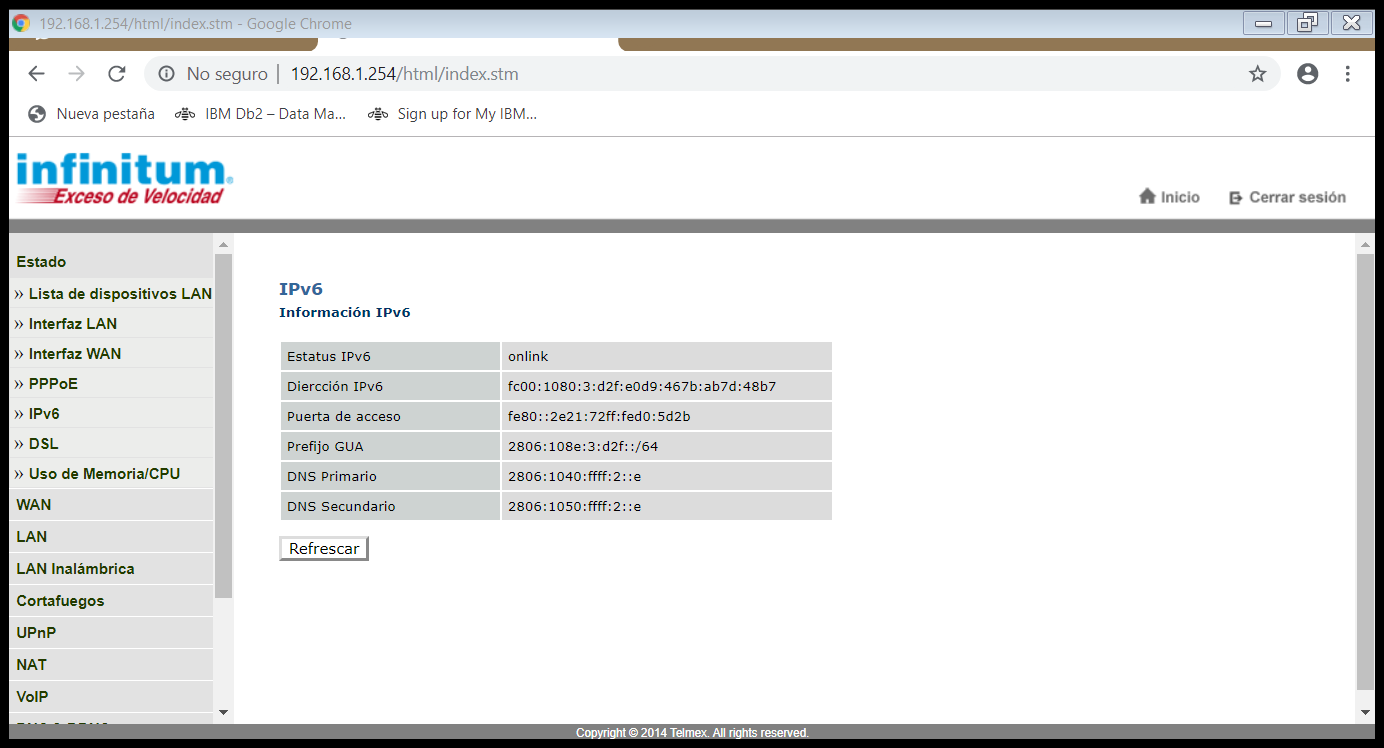 192.168.1.254/html/index.stm - Google Chrome
No seguro | 192.168.1.254/html/index.stm
Nueva pestaña IBM Db2 – Data Ma... Sign up for My IBM...
infinitum®
Exceso de Velocidad
Inicio Cerrar sesión
Estado
» Lista de dispositivos LAN
» Interfaz LAN
» Interfaz WAN
» PPPoE
» IPv6
» DSL
» Uso de Memoria/CPU
WAN
LAN
LAN Inalámbrica
Cortafuegos
UPnP
NAT
VoIP
IPv6
Información IPv6
Estatus IPv6 onlink
Diercción IPv6 fc00:1080:3:d2f:e0d9:467b:ab7d:48b7
Puerta de acceso fe80::2e21:72ff:fed0:5d2b
Prefijo GUA 2806:108e:3:d2f::/64
DNS Primario 2806:1040:ffff:2::e
DNS Secundario 2806:1050:ffff:2::e
Refrescar
Copyright © 2014 Telmex. All rights reserved.